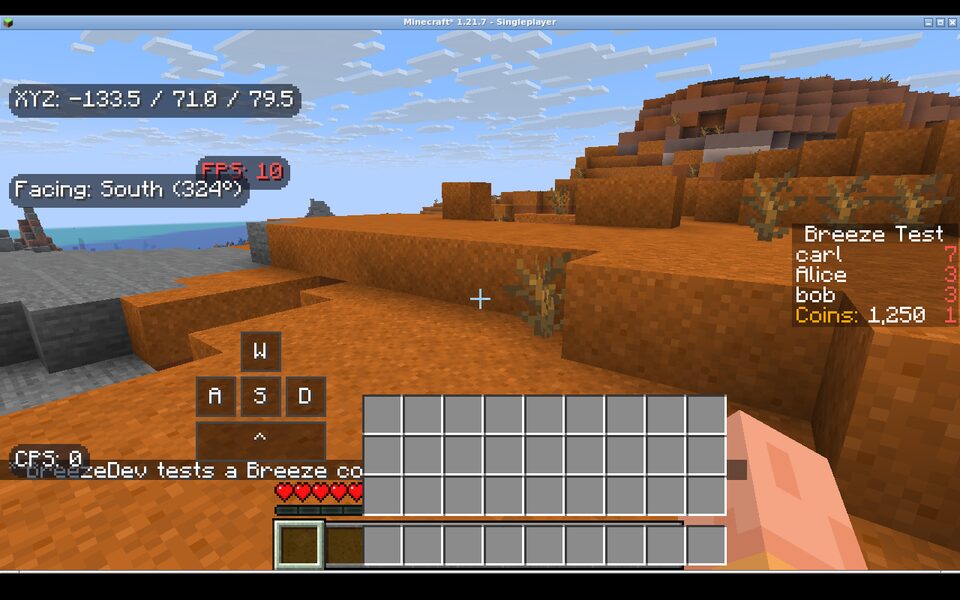 Minecraft* 1.21.7 - Singleplayer
XYZ: -133.5 / 71.0 / 79.5
FPS: 10
Facing: South (324º)
Breeze Test
carl 7
Alice 3
bob 3
Coins: 1,250 1
W
A S D
^
CPS: 0
BreezeDev tests a Breeze co